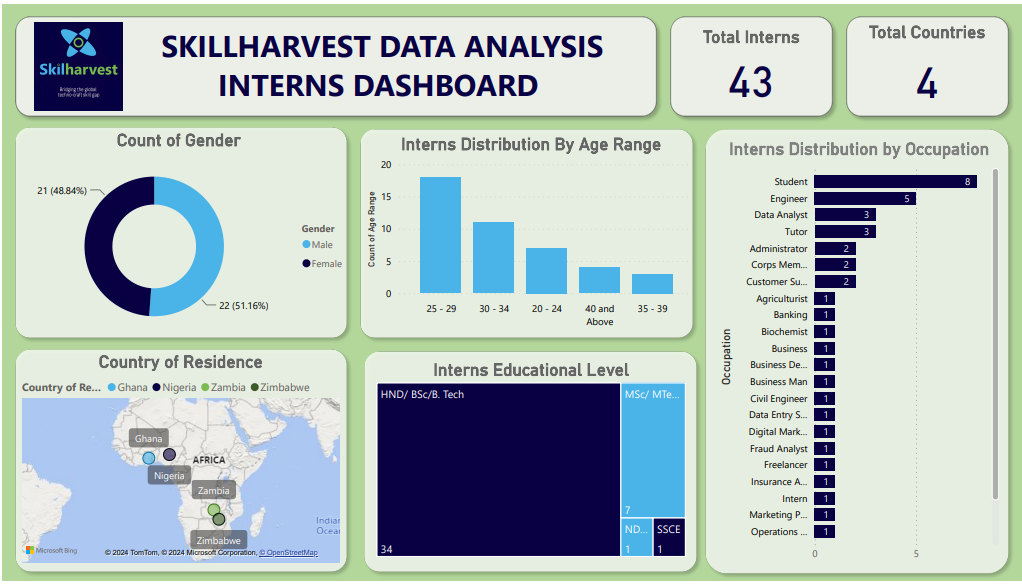 Skilharvest
Bridging the global
techno craft skill gap
SKILLHARVEST DATA ANALYSIS
INTERNS DASHBOARD
Total Interns
43
Total Countries
4
Count of Gender
21 (48.84%)
22 (51.16%)
Gender
Male
Female
Interns Distribution By Age Range
Count of Age Range
20
15
10
5
0
25 - 29
30 - 34
20 - 24
40 and
Above
35 - 39
Interns Distribution by Occupation
Occupation
Student 8
Engineer 5
Data Analyst 3
Tutor 3
Administrator 2
Corps Mem... 2
Customer Su... 2
Agriculturist 1
Banking 1
Biochemist 1
Business 1
Business De... 1
Business Man 1
Civil Engineer 1
Data Entry S... 1
Digital Mark... 1
Fraud Analyst 1
Freelancer 1
Insurance A... 1
Intern 1
Marketing P... 1
Operations ... 1
0 5
Country of Residence
Country of Re... Ghana Nigeria Zambia Zimbabwe
Ghana
AFRICA
Nigeria
Zambia
Zimbabwe
Indian
Ocea
Microsoft Bing
© 2024 TomTom, © 2024 Microsoft Corporation, © OpenStreetMap
Interns Educational Level
HND/ BSc/B. Tech
34
MSc/ MTe...
7
ND...
1
SSCE
1